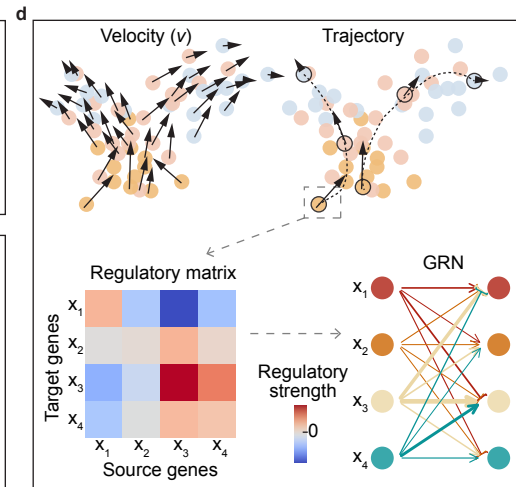 d
Velocity (v)
Trajectory
Regulatory matrix
GRN
Target genes
x1
x2
x3
x4
x1
x2
x3
x4
Source genes
Regulatory
strength
-0
x1
x2
x3
x4